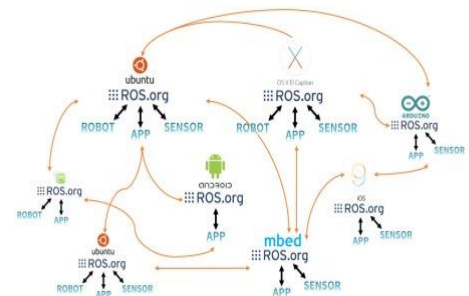 ubuntu
ROS.org
ROBOT APP SENSOR
OS X El Capitan
ROS.org
ROBOT APP SENSOR
ARDUINO
ROS.org
APP SENSOR
ROS.org
ROBOT APP
android
ROS.org
APP
9
iOS
ROS.org
APP SENSOR
ubuntu
ROS.org
ROBOT APP SENSOR
mbed
ROS.org
APP SENSOR